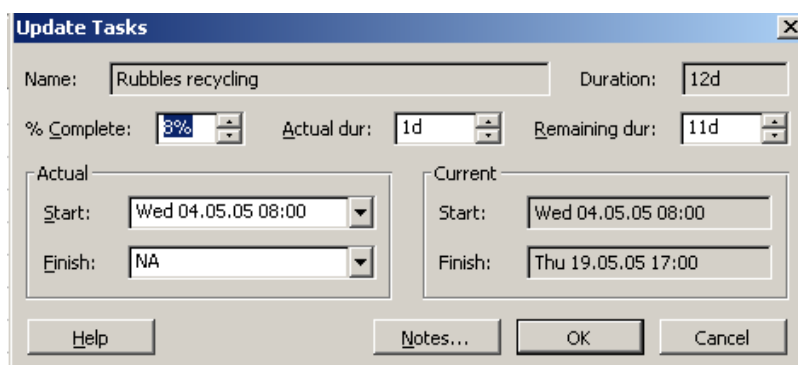 Update Tasks
Name: Rubbles recycling Duration: 12d
% Complete: 8% Actual dur: 1d Remaining dur: 11d
Actual Current
Start: Wed 04.05.05 08:00 Start: Wed 04.05.05 08:00
Finish: NA Finish: Thu 19.05.05 17:00
Help Notes... OK Cancel